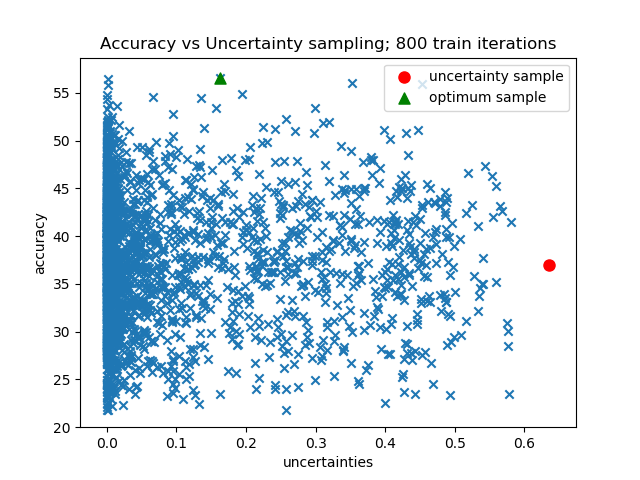 Accuracy vs Uncertainty sampling; 800 train iterations
uncertainty sample
optimum sample
55
50
45
40
35
30
25
20
accuracy
0.0 0.1 0.2 0.3 0.4 0.5 0.6
uncertainties